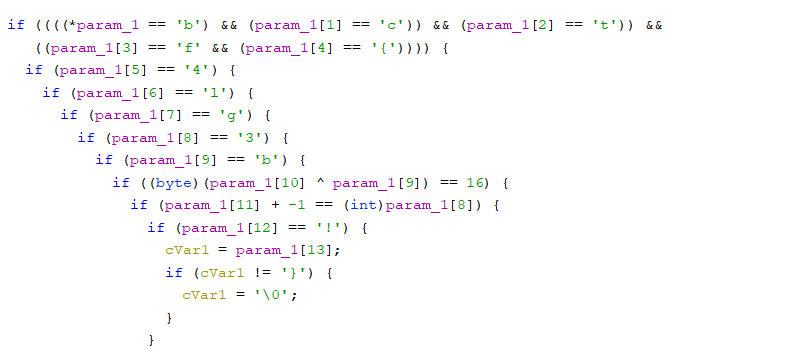 if ((((*param_1 == 'b') && (param_1[1] == 'c')) && (param_1[2] == 't')) &&
((param_1[3] == 'f' && (param_1[4] == '{')))) {
if (param_1[5] == '4') {
if (param_1[6] == 'l') {
if (param_1[7] == 'g') {
if (param_1[8] == '3') {
if (param_1[9] == 'b') {
if ((byte)(param_1[10] ^ param_1[9]) == 16) {
if (param_1[11] + -1 == (int)param_1[8]) {
if (param_1[12] == '!') {
cVar1 = param_1[13];
if (cVar1 != '}') {
cVar1 = '\0';
}
}